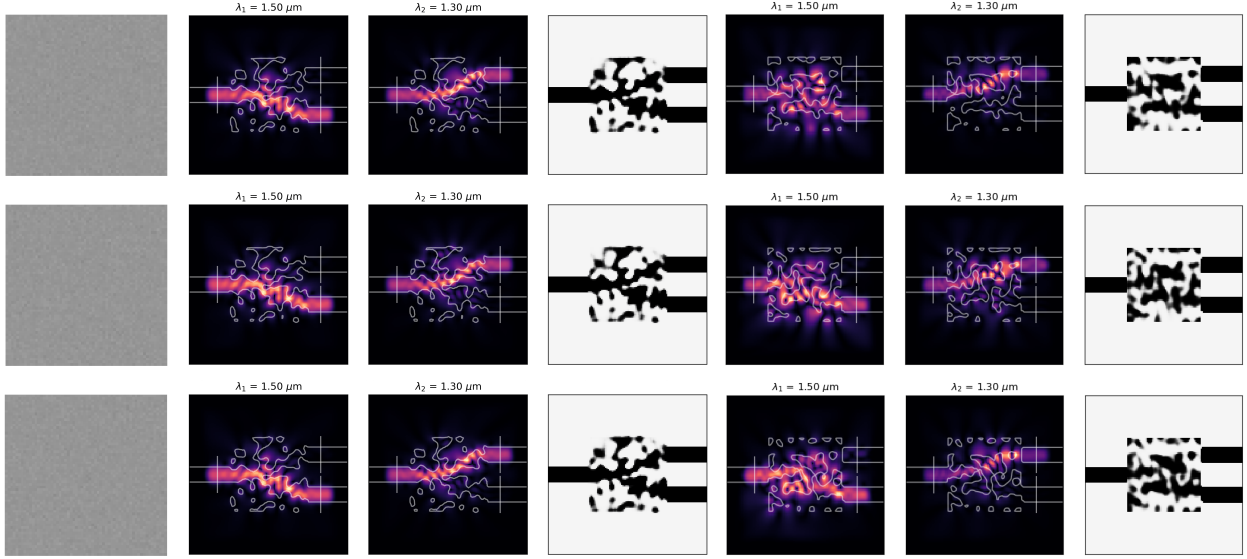 λ₁ = 1.50 μm
λ₂ = 1.30 μm
λ₁ = 1.50 μm
λ₂ = 1.30 μm
λ₁ = 1.50 μm
λ₂ = 1.30 μm
λ₁ = 1.50 μm
λ₂ = 1.30 μm
λ₁ = 1.50 μm
λ₂ = 1.30 μm
λ₁ = 1.50 μm
λ₂ = 1.30 μm